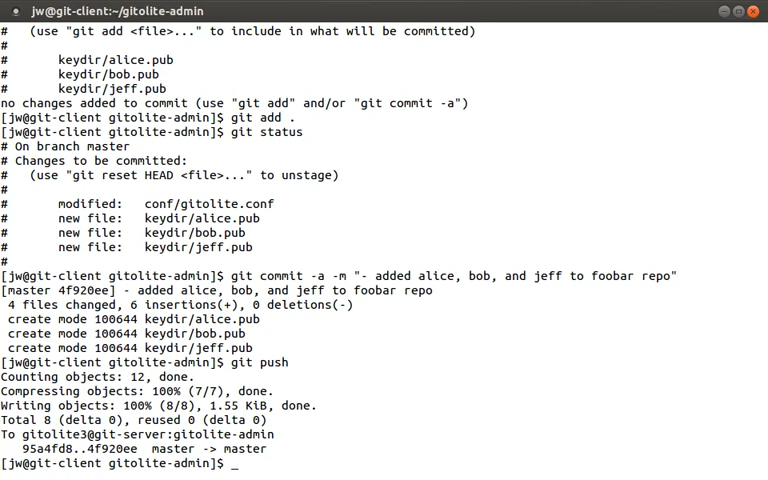 jw@git-client:~/gitolite-admin
#   (use "git add <file>..." to include in what will be committed)
#
#       keydir/alice.pub
#       keydir/bob.pub
#       keydir/jeff.pub
no changes added to commit (use "git add" and/or "git commit -a")
[jw@git-client gitolite-admin]$ git add .
[jw@git-client gitolite-admin]$ git status
# On branch master
# Changes to be committed:
#   (use "git reset HEAD <file>..." to unstage)
#
#       modified:   conf/gitolite.conf
#       new file:   keydir/alice.pub
#       new file:   keydir/bob.pub
#       new file:   keydir/jeff.pub
#
[jw@git-client gitolite-admin]$ git commit -a -m "- added alice, bob, and jeff to foobar repo"
[master 4f920ee] - added alice, bob, and jeff to foobar repo
 4 files changed, 6 insertions(+), 0 deletions(-)
 create mode 100644 keydir/alice.pub
 create mode 100644 keydir/bob.pub
 create mode 100644 keydir/jeff.pub
[jw@git-client gitolite-admin]$ git push
Counting objects: 12, done.
Compressing objects: 100% (7/7), done.
Writing objects: 100% (8/8), 1.55 KiB, done.
Total 8 (delta 0), reused 0 (delta 0)
To gitolite3@git-server:gitolite-admin
   95a4fd8..4f920ee  master -> master
[jw@git-client gitolite-admin]$ _